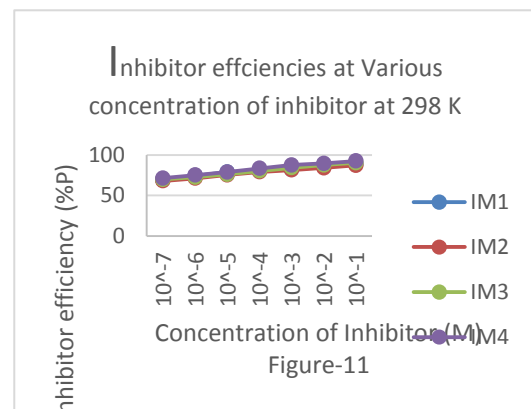 Inhibitor effciencies at Various
concentration of inhibitor at 298 K
nhibitor efficiency (%P)
100
50
0
10^-7
10^-6
10^-5
10^-4
10^-3
10^-2
10^-1
Concentration of Inhibitor (M)
Figure-11
IM1
IM2
IM3
IM4